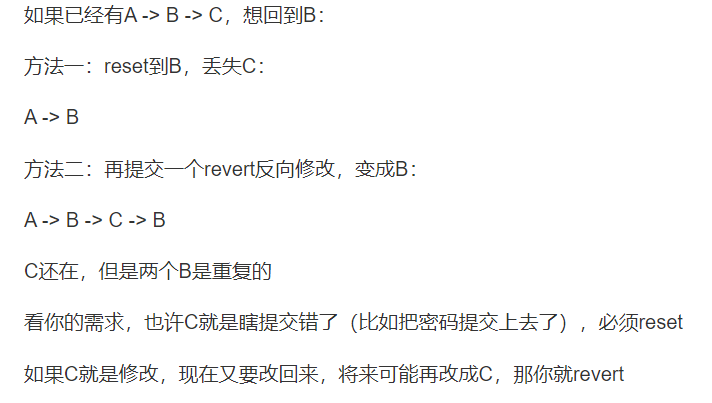 如果已经有A -> B -> C，想回到B：
方法一：reset到B，丢失C：
A -> B
方法二：再提交一个revert反向修改，变成B：
A -> B -> C -> B
C还在，但是两个B是重复的
看你的需求，也许C就是瞎提交错了（比如把密码提交上去了），必须reset
如果C就是修改，现在又要改回来，将来可能再改成C，那你就revert